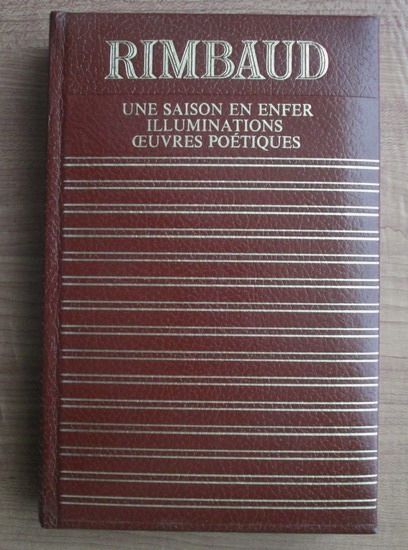 RIMBAUD
UNE SAISON EN ENFER
ILLUMINATIONS
ŒUVRES POÉTIQUES